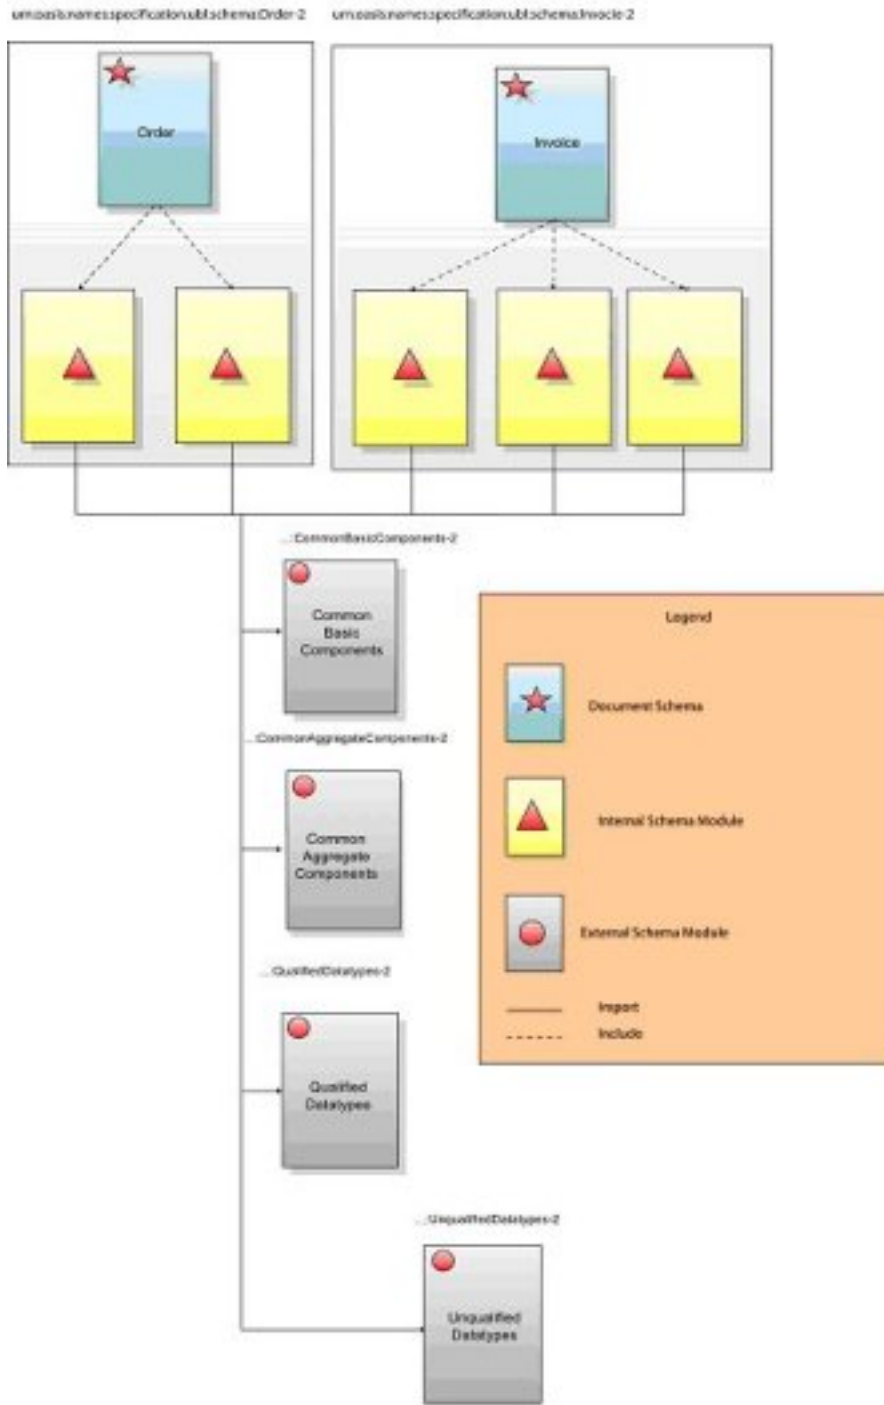 urn:oasis:names:specification:ubl:schema:Order-2
urn:oasis:names:specification:ubl:schema:Invocie-2
Order
Invoice
...:CommonBasicComponents-2
Common
Basic
Components
...:CommonAggregateComponents-2
Common
Aggregate
Components
...:QualifiedDatatypes-2
Qualified
Datatypes
...:UnqualifiedDatatypes-2
Unqualified
Datatypes
Legend
Document Schema
Internal Schema Module
External Schema Module
Import
Include